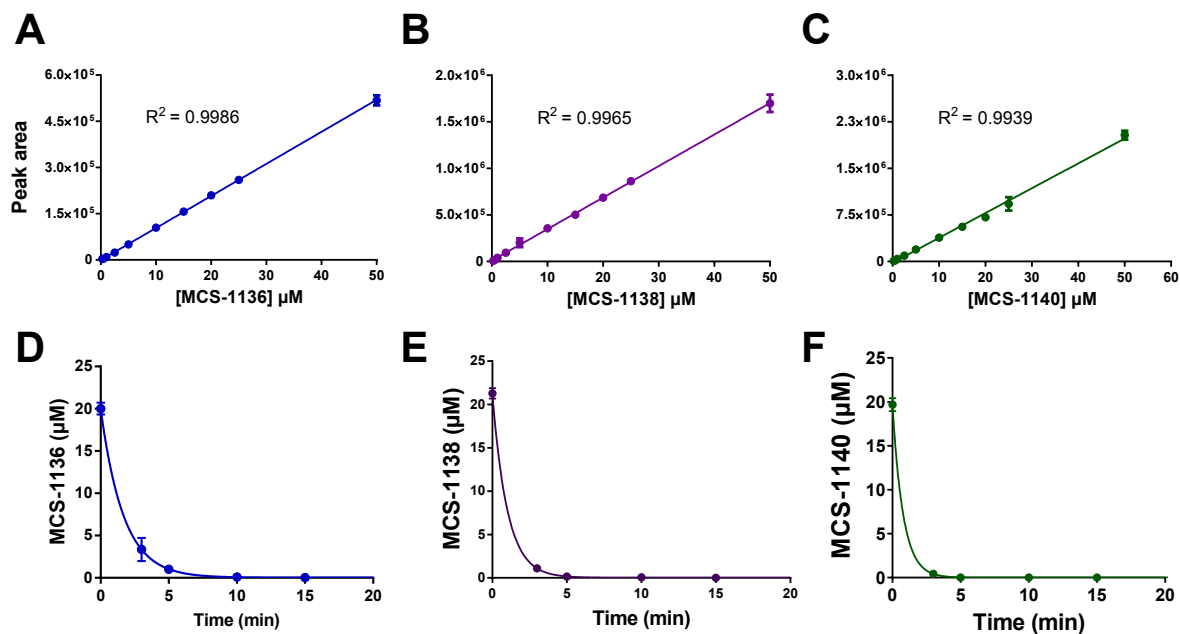 A
Peak area
6.0×10⁵
4.5×10⁵
3.0×10⁵
1.5×10⁵
0
R² = 0.9986
0 10 20 30 40 50
[MCS-1136] µM
B
2.0×10⁶
1.5×10⁶
1.0×10⁶
5.0×10⁵
0
R² = 0.9965
0 10 20 30 40 50
[MCS-1138] µM
C
3.0×10⁶
2.3×10⁶
1.5×10⁶
7.5×10⁵
0
R² = 0.9939
0 10 20 30 40 50 60
[MCS-1140] µM
D
MCS-1136 (µM)
25
20
15
10
5
0
0 5 10 15 20
Time (min)
E
MCS-1138 (µM)
25
20
15
10
5
0
0 5 10 15 20
Time (min)
F
MCS-1140 (µM)
25
20
15
10
5
0
0 5 10 15 20
Time (min)